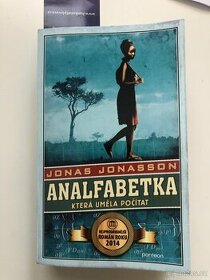 JONAS JONASSON
ANALFABETKA
KTERÁ UMĚLA POČÍTAT
NEJPRODÁVANĚJŠÍ
ROMÁN ROKU
2014
panteon